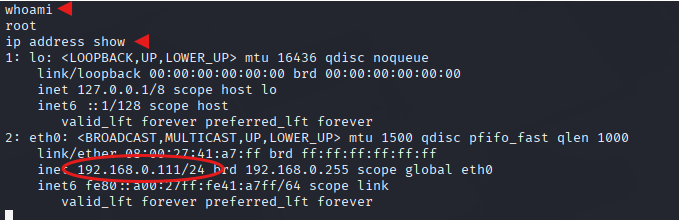 whoami
root
ip address show
1: lo: <LOOPBACK,UP,LOWER_UP> mtu 16436 qdisc noqueue
link/loopback 00:00:00:00:00:00 brd 00:00:00:00:00:00
inet 127.0.0.1/8 scope host lo
inet6 ::1/128 scope host
valid_lft forever preferred_lft forever
2: eth0: <BROADCAST,MULTICAST,UP,LOWER_UP> mtu 1500 qdisc pfifo_fast qlen 1000
link/ether 08:00:27:41:a7:ff brd ff:ff:ff:ff:ff:ff
inet 192.168.0.111/24 brd 192.168.0.255 scope global eth0
inet6 fe80::a00:27ff:fe41:a7ff/64 scope link
valid_lft forever preferred_lft forever